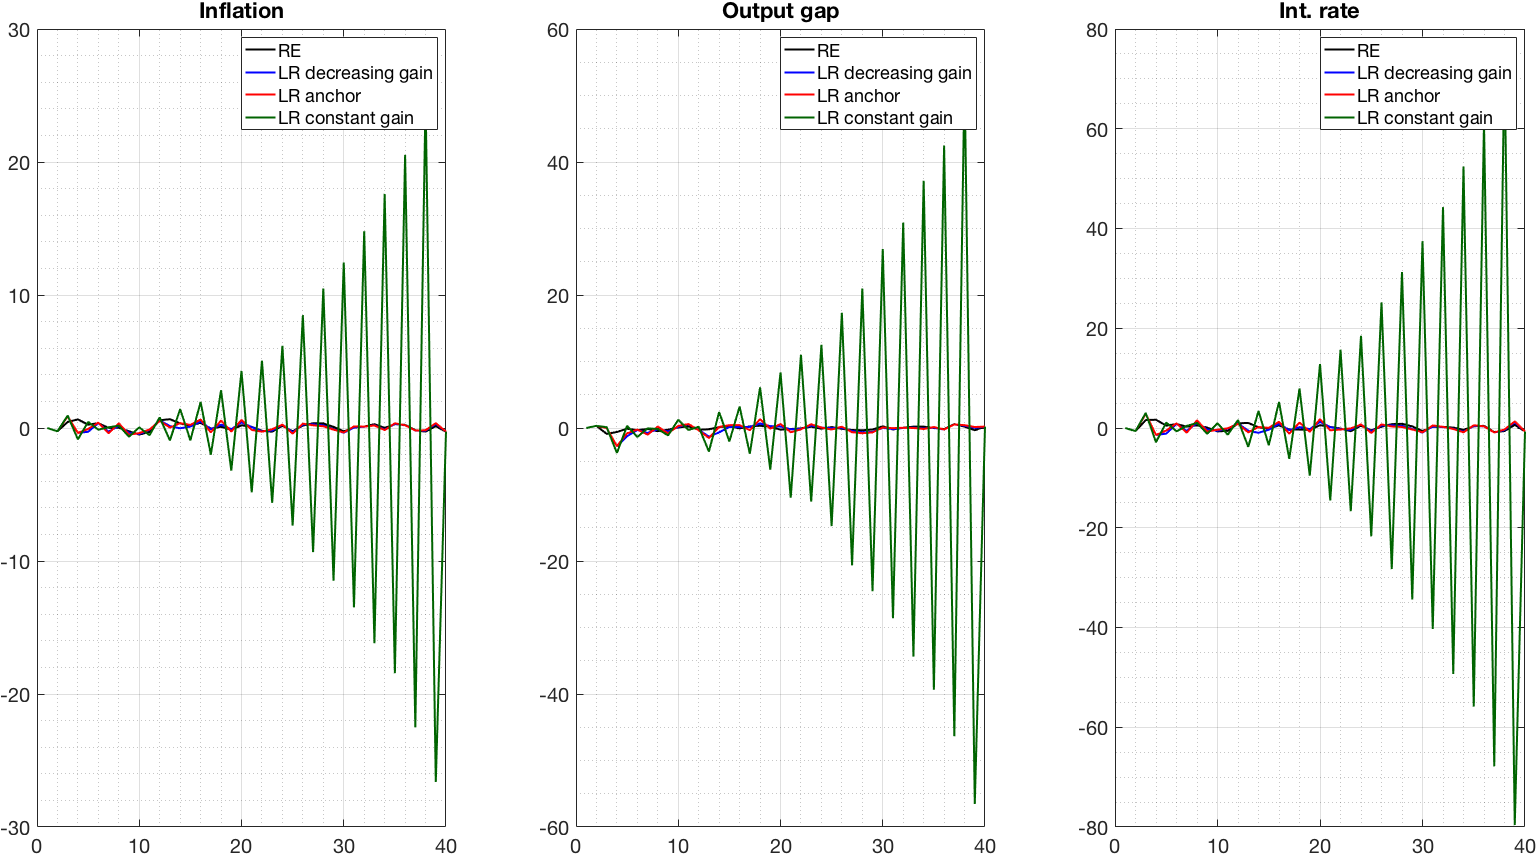 Inflation
30
20
10
0
-10
-20
-30
0 10 20 30 40
RE
LR decreasing gain
LR anchor
LR constant gain
Output gap
60
40
20
0
-20
-40
-60
0 10 20 30 40
RE
LR decreasing gain
LR anchor
LR constant gain
Int. rate
80
60
40
20
0
-20
-40
-60
-80
0 10 20 30 40
RE
LR decreasing gain
LR anchor
LR constant gain